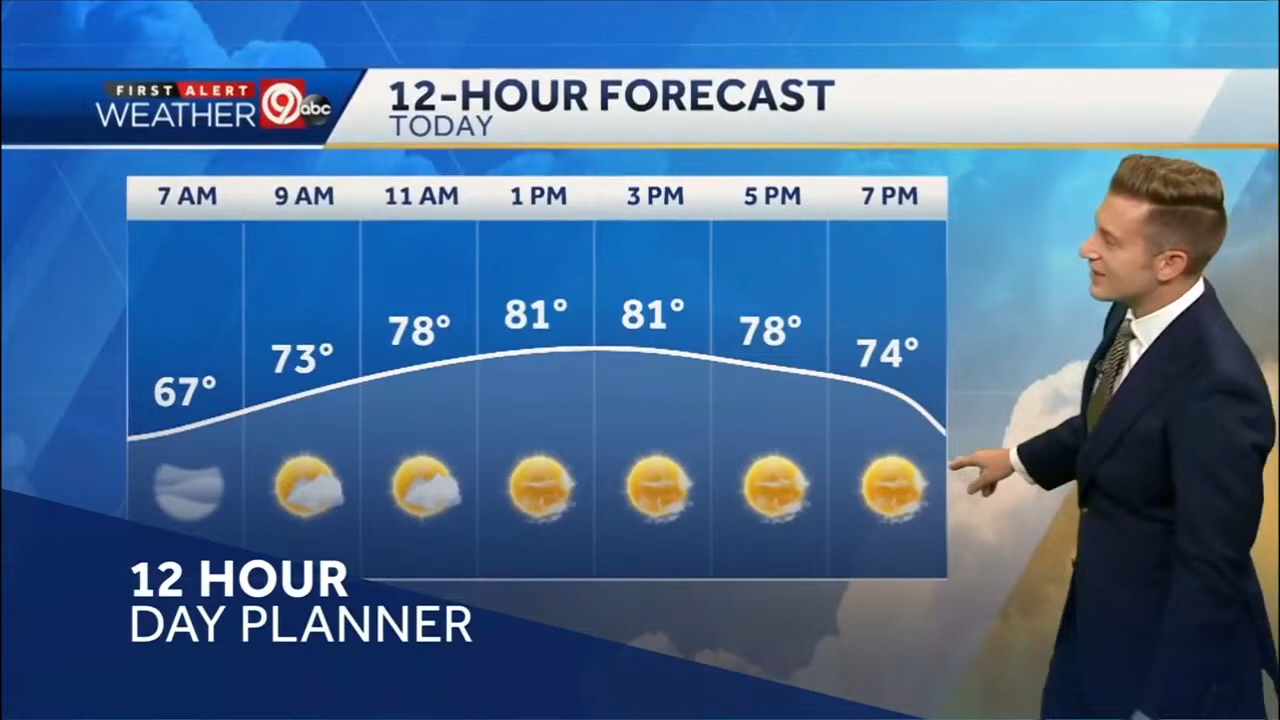 FIRST ALERT
WEATHER 9 abc
12-HOUR FORECAST
TODAY
7 AM 9 AM 11 AM 1 PM 3 PM 5 PM 7 PM
67° 73° 78° 81° 81° 78° 74°
12 HOUR
DAY PLANNER